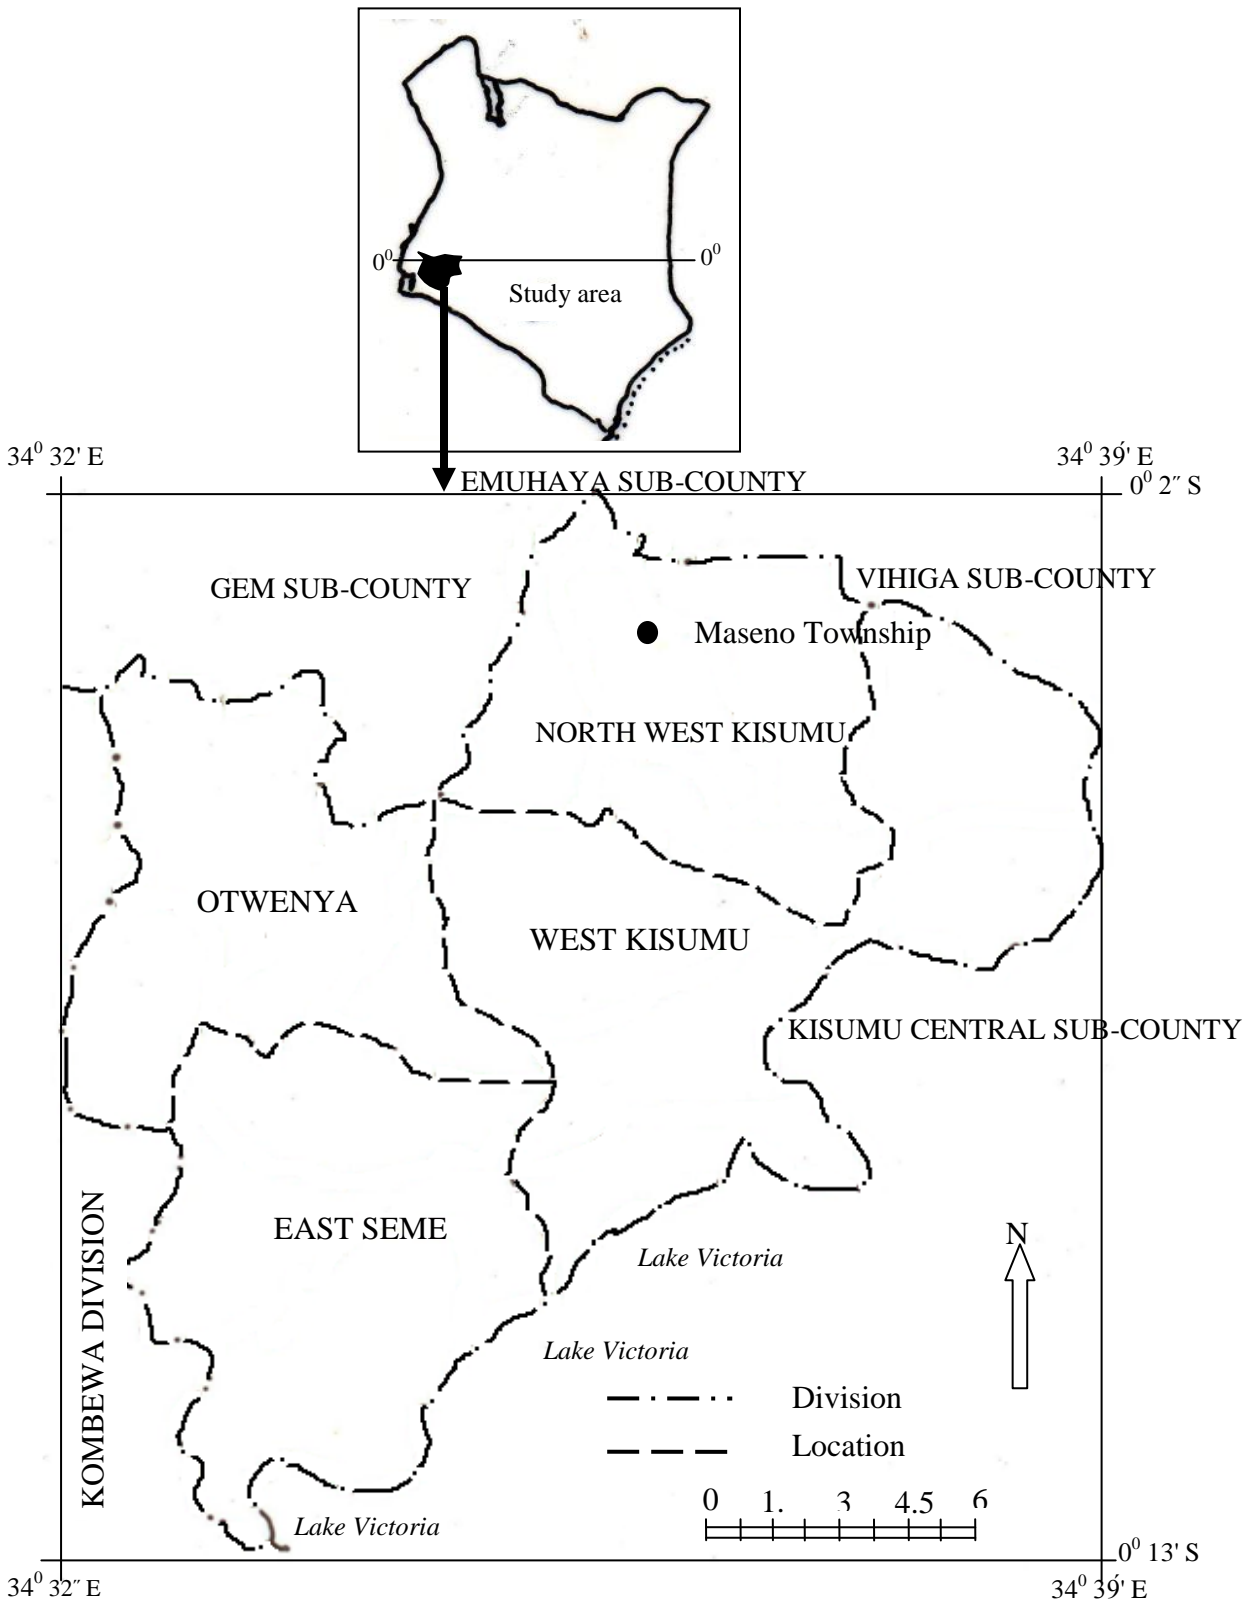 0⁰
0⁰
Study area
34⁰ 32' E
34⁰ 39' E
EMUHAYA SUB-COUNTY
0⁰ 2″ S
GEM SUB-COUNTY
VIHIGA SUB-COUNTY
Maseno Township
NORTH WEST KISUMU
OTWENYA
WEST KISUMU
KISUMU CENTRAL SUB-COUNTY
KOMBEWA DIVISION
EAST SEME
N
Lake Victoria
Lake Victoria
Division
Location
0 1. 3 4.5 6
Lake Victoria
0⁰ 13' S
34⁰ 32″ E
34⁰ 39' E